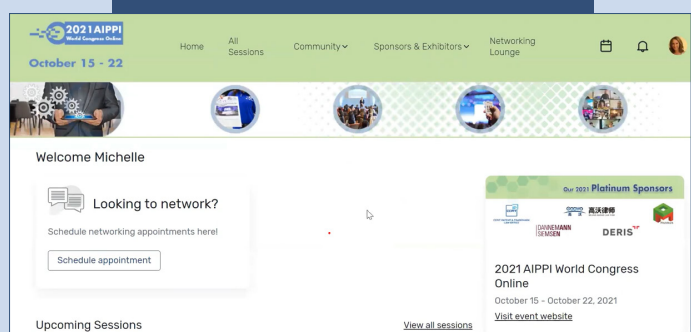 2021 AIPPI
World Congress Online
October 15 - 22
Home
All
Sessions
Community
Sponsors & Exhibitors
Networking
Lounge
Welcome Michelle
Looking to network?
Schedule networking appointments here!
Schedule appointment
Our 2021 Platinum Sponsors
高沃律师
DANNEMANN
SIEMSEN
DERIS
2021 AIPPI World Congress
Online
October 15 - October 22, 2021
Visit event website
Upcoming Sessions
View all sessions